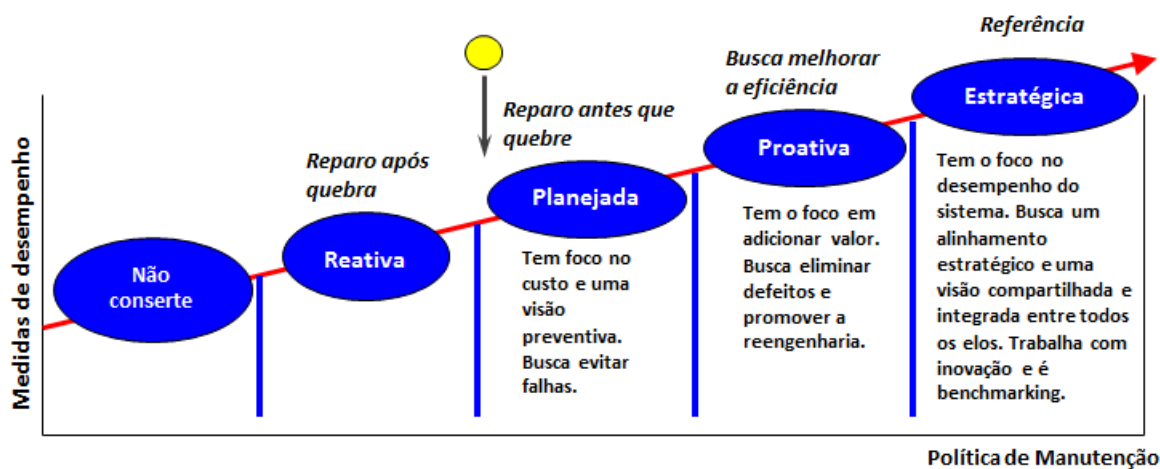 Referência
Busca melhorar
a eficiência
Estratégica
Reparo antes que
quebre
Proativa
Reparo após
quebra
Planejada
Reativa
Não
conserte
Medidas de desempenho
Tem foco no
custo e uma
visão
preventiva.
Busca evitar
falhas.
Tem o foco em
adicionar valor.
Busca eliminar
defeitos e
promover a
reengenharia.
Tem o foco no
desempenho do
sistema. Busca um
alinhamento
estratégico e uma
visão compartilhada e
integrada entre todos
os elos. Trabalha com
inovação e é
benchmarking.
Política de Manutenção